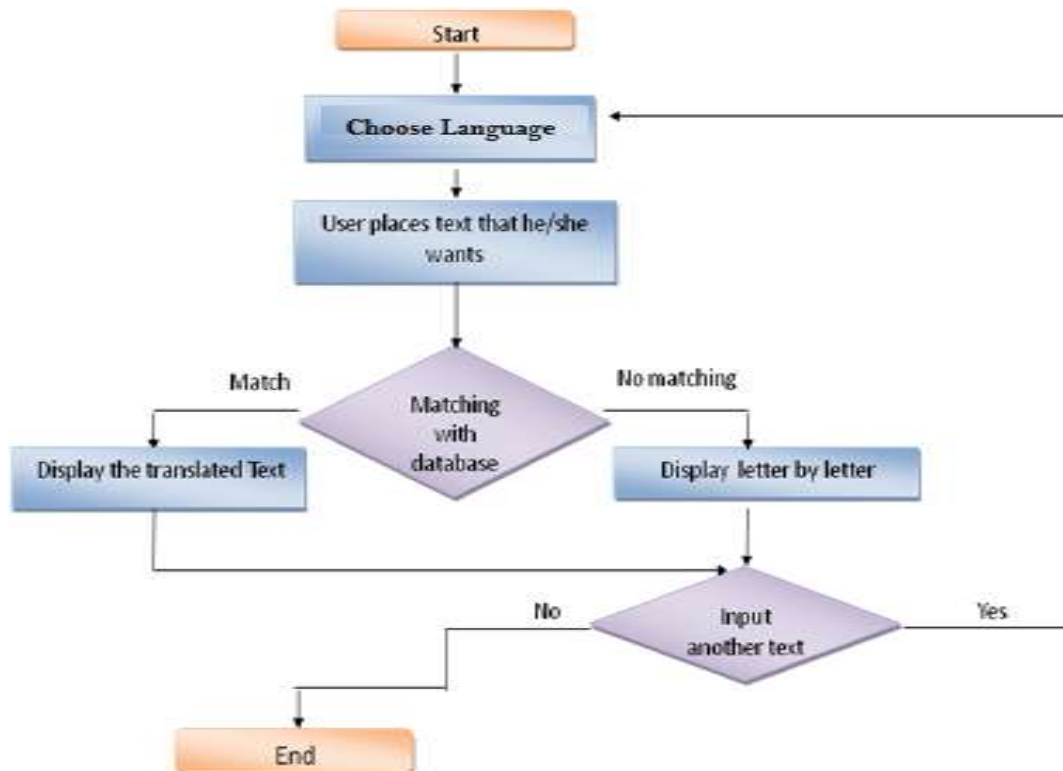 Start
Choose Language
User places text that he/she
wants
Match
No matching
Matching
with
database
Display the translated Text
Display letter by letter
No
Input
another text
Yes
End